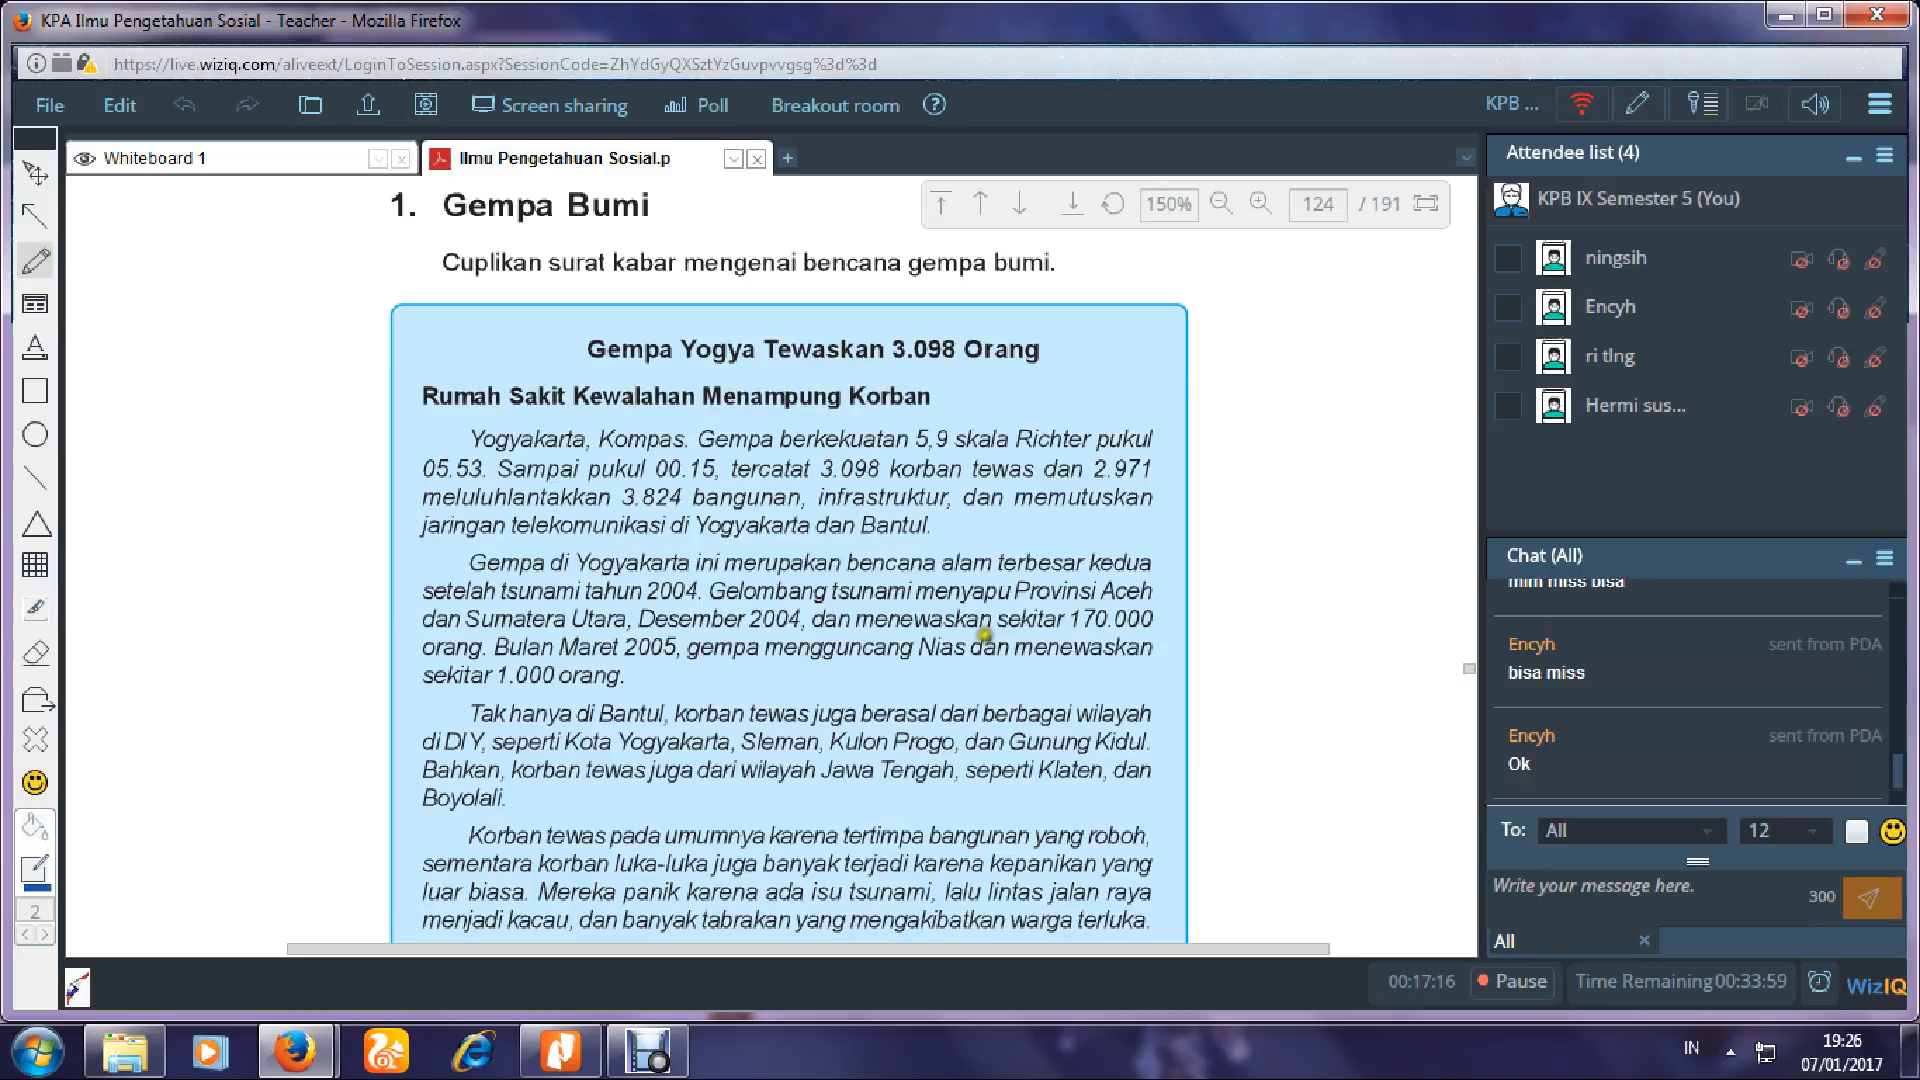 KPA Ilmu Pengetahuan Sosial - Teacher - Mozilla Firefox
https://live.wiziq.com/aliveext/LoginToSession.aspx?SessionCode=ZhYdGyQXSztYzGuvpvvgsg%3d%3d
File Edit Screen sharing Poll Breakout room KPB ...
Whiteboard 1
Ilmu Pengetahuan Sosial.p
150% 124 / 191
1. Gempa Bumi
Cuplikan surat kabar mengenai bencana gempa bumi.
Gempa Yogya Tewaskan 3.098 Orang
Rumah Sakit Kewalahan Menampung Korban
Yogyakarta, Kompas. Gempa berkekuatan 5,9 skala Richter pukul
05.53. Sampai pukul 00.15, tercatat 3.098 korban tewas dan 2.971
meluluhlantakkan 3.824 bangunan, infrastruktur, dan memutuskan
jaringan telekomunikasi di Yogyakarta dan Bantul.
Gempa di Yogyakarta ini merupakan bencana alam terbesar kedua
setelah tsunami tahun 2004. Gelombang tsunami menyapu Provinsi Aceh
dan Sumatera Utara, Desember 2004, dan menewaskan sekitar 170.000
orang. Bulan Maret 2005, gempa mengguncang Nias dan menewaskan
sekitar 1.000 orang.
Tak hanya di Bantul, korban tewas juga berasal dari berbagai wilayah
di DIY, seperti Kota Yogyakarta, Sleman, Kulon Progo, dan Gunung Kidul.
Bahkan, korban tewas juga dari wilayah Jawa Tengah, seperti Klaten, dan
Boyolali.
Korban tewas pada umumnya karena tertimpa bangunan yang roboh,
sementara korban luka-luka juga banyak terjadi karena kepanikan yang
luar biasa. Mereka panik karena ada isu tsunami, lalu lintas jalan raya
menjadi kacau, dan banyak tabrakan yang mengakibatkan warga terluka.
2
Attendee list (4)
KPB IX Semester 5 (You)
ningsih
Encyh
ri tlng
Hermi sus...
Chat (All)
mim miss bisa
Encyh sent from PDA
bisa miss
Encyh sent from PDA
Ok
To: All 12
Write your message here. 300
All
00:17:16 Pause Time Remaining 00:33:59 WizIQ
IN 19:26
07/01/2017